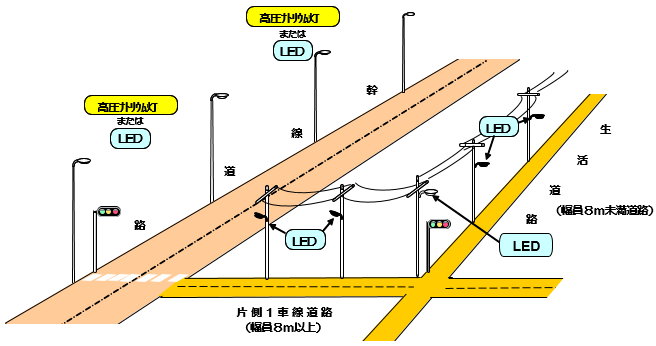 高圧ナトリウム灯
または
LED
高圧ナトリウム灯
または
LED
幹線道路
LED
LED
LED
生活道路
(幅員8m未満道路)
片側1車線道路
(幅員8m以上)